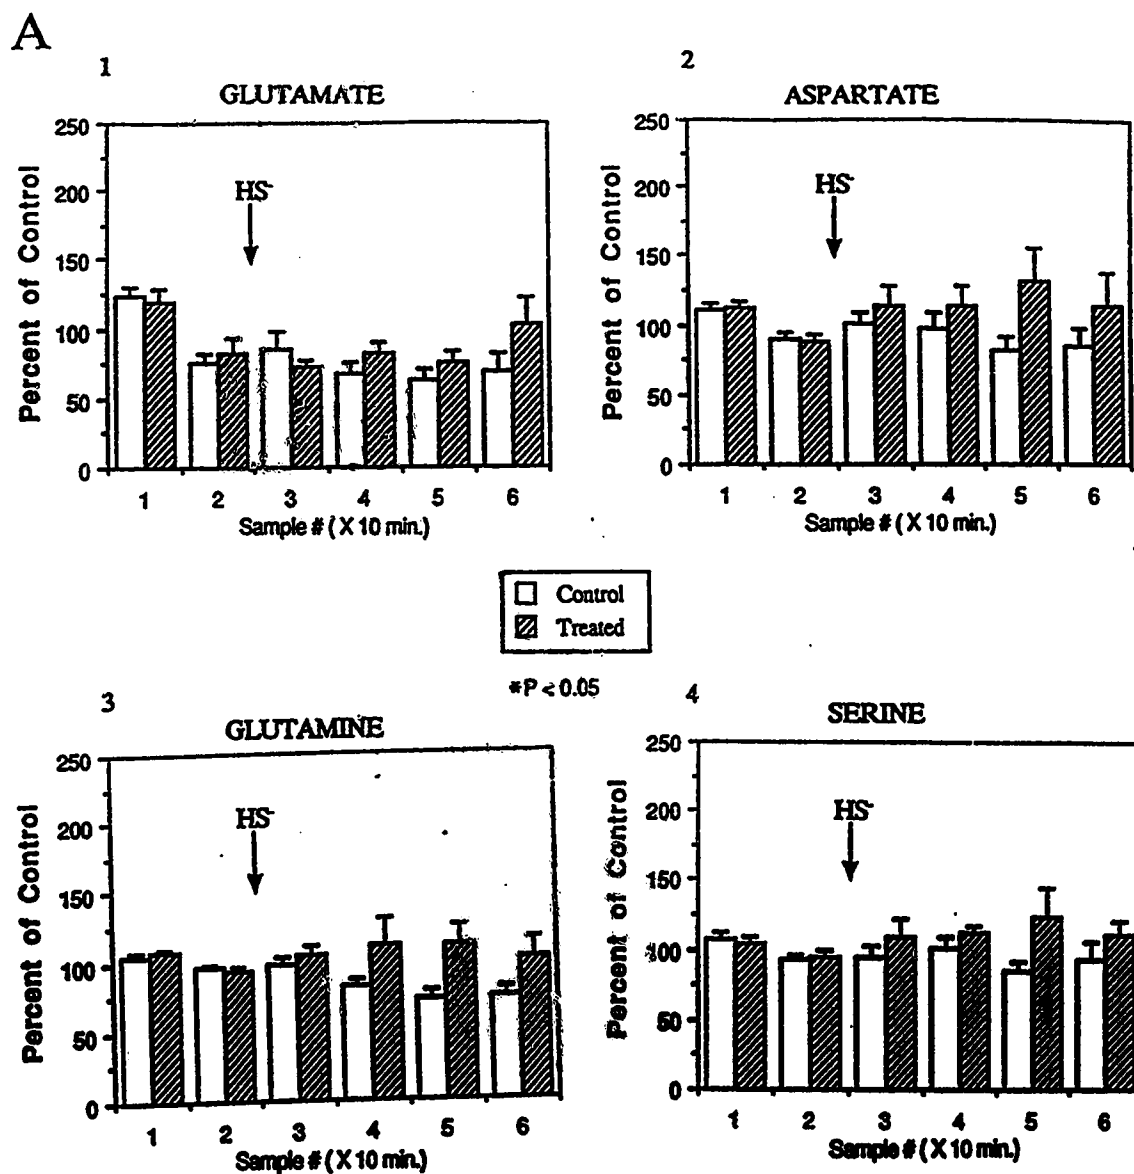 A
1
GLUTAMATE
250
200
150
100
50
0
Percent of Control
HS-
1 2 3 4 5 6
Sample # ( X 10 min.)
2
ASPARTATE
250
200
150
100
50
0
Percent of Control
HS-
1 2 3 4 5 6
Sample # ( X 10 min.)
Control
Treated
*P < 0.05
3
GLUTAMINE
250
200
150
100
50
0
Percent of Control
HS-
1 2 3 4 5 6
Sample # ( X 10 min.)
4
SERINE
250
200
150
100
50
0
Percent of Control
HS-
1 2 3 4 5 6
Sample # ( X 10 min.)